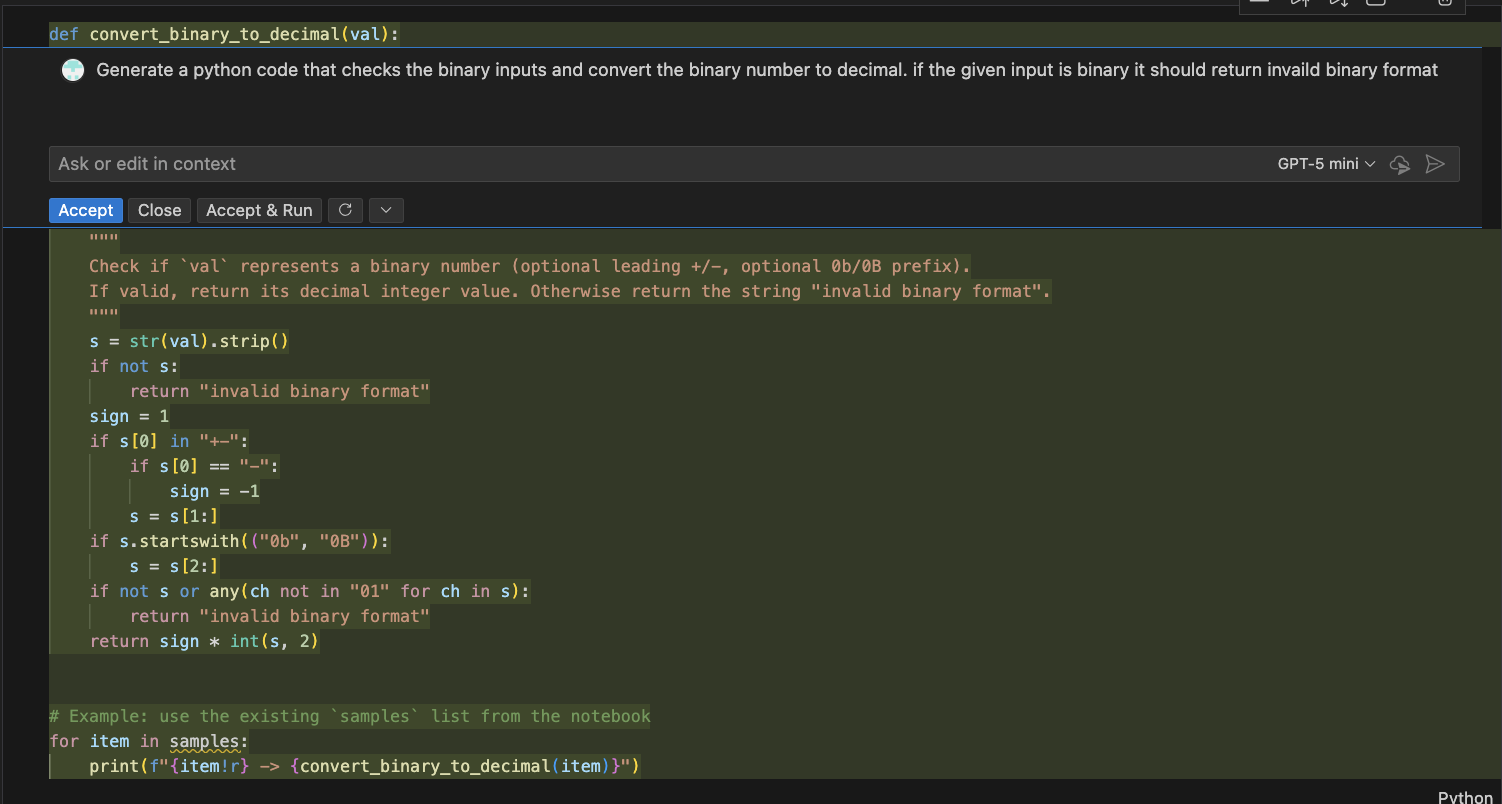 def convert_binary_to_decimal(val):
Generate a python code that checks the binary inputs and convert the binary number to decimal. if the given input is binary it should return invaild binary format
Ask or edit in context
GPT-5 mini
Accept
Close
Accept & Run
"""
Check if `val` represents a binary number (optional leading +/-, optional 0b/0B prefix).
If valid, return its decimal integer value. Otherwise return the string "invalid binary format".
"""
s = str(val).strip()
if not s:
return "invalid binary format"
sign = 1
if s[0] in "+-":
if s[0] == "-":
sign = -1
s = s[1:]
if s.startswith(("0b", "0B")):
s = s[2:]
if not s or any(ch not in "01" for ch in s):
return "invalid binary format"
return sign * int(s, 2)
# Example: use the existing `samples` list from the notebook
for item in samples:
print(f"{item!r} -> {convert_binary_to_decimal(item)}")
Python